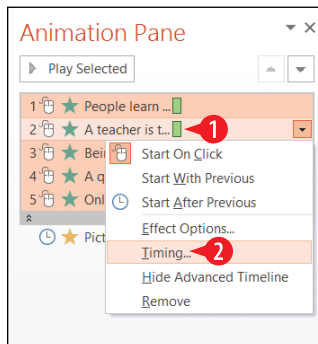 Animation Pane
Play Selected
1 People learn ...
2 A teacher is t... 1
3 Bei
4 A q
5 Onl
Pict
Start On Click
Start With Previous
Start After Previous
Effect Options...
Timing... 2
Hide Advanced Timeline
Remove